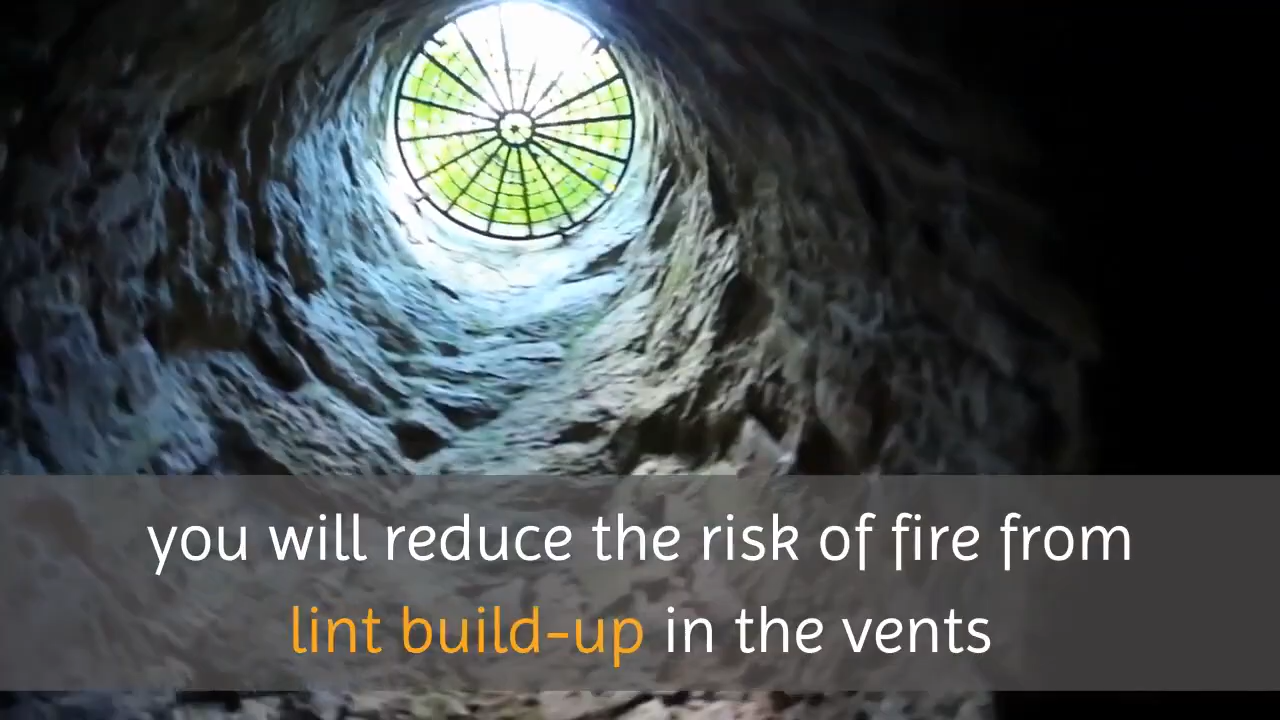 you will reduce the risk of fire from
lint build-up in the vents